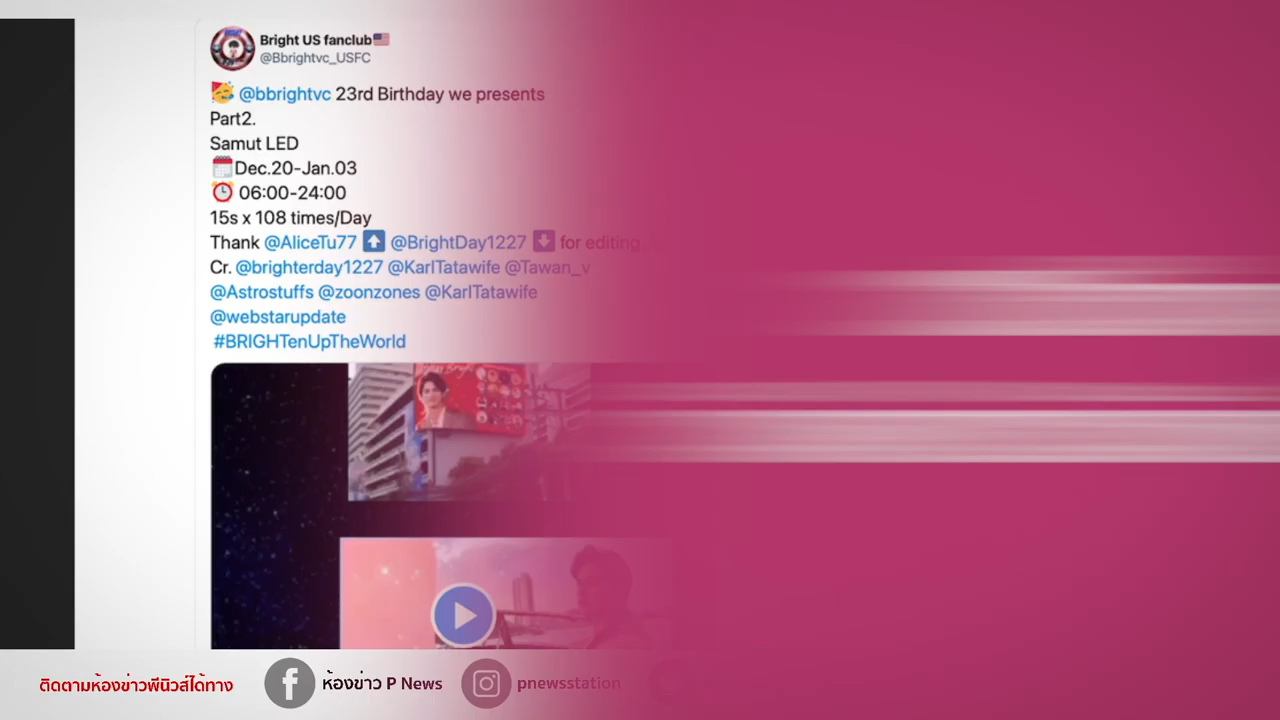 Bright US fanclub🇺🇸
@Bbrightvc_USFC
🥳 @bbrightvc 23rd Birthday we presents
Part2.
Samut LED
📅Dec.20-Jan.03
⏰ 06:00-24:00
15s x 108 times/Day
Thank @AliceTu77 ⬆️ @BrightDay1227 ⬇️ for editing
Cr. @brighterday1227 @KarlTatawife @Tawan_v
@Astrostuffs @zoonzones @KarlTatawife
@webstarupdate
#BRIGHTenUpTheWorld
ติดตามห้องข่าวพีนิวส์ได้ทาง
ห้องข่าว P News
pnewsstation